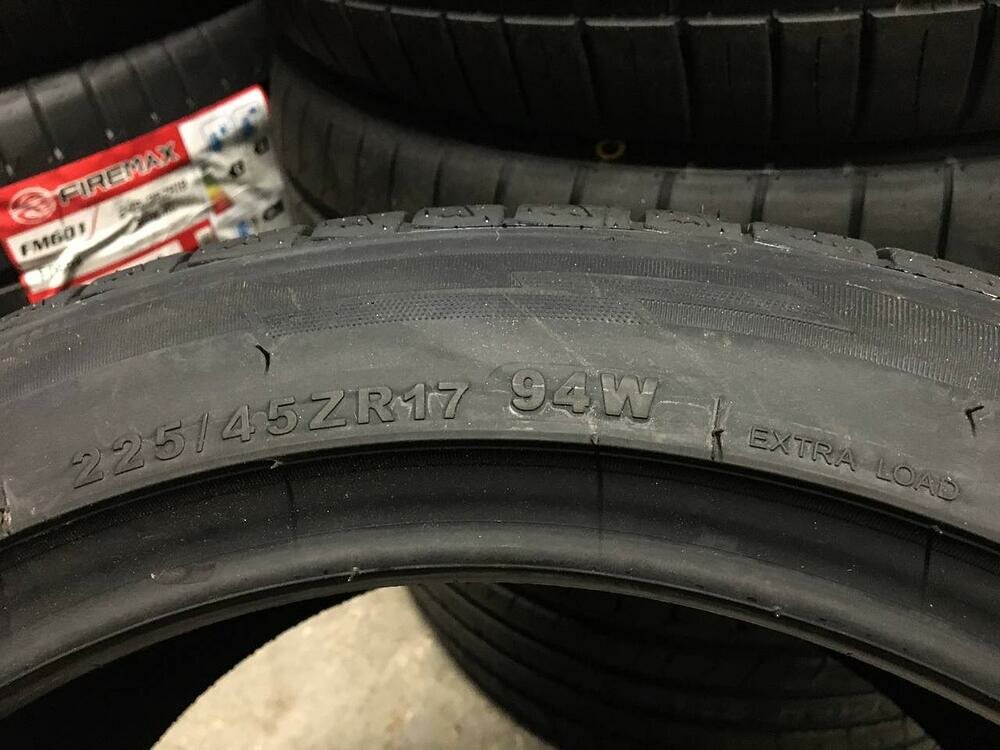 FIREMAX
FM601
225/45ZR17 94W
EXTRA LOAD